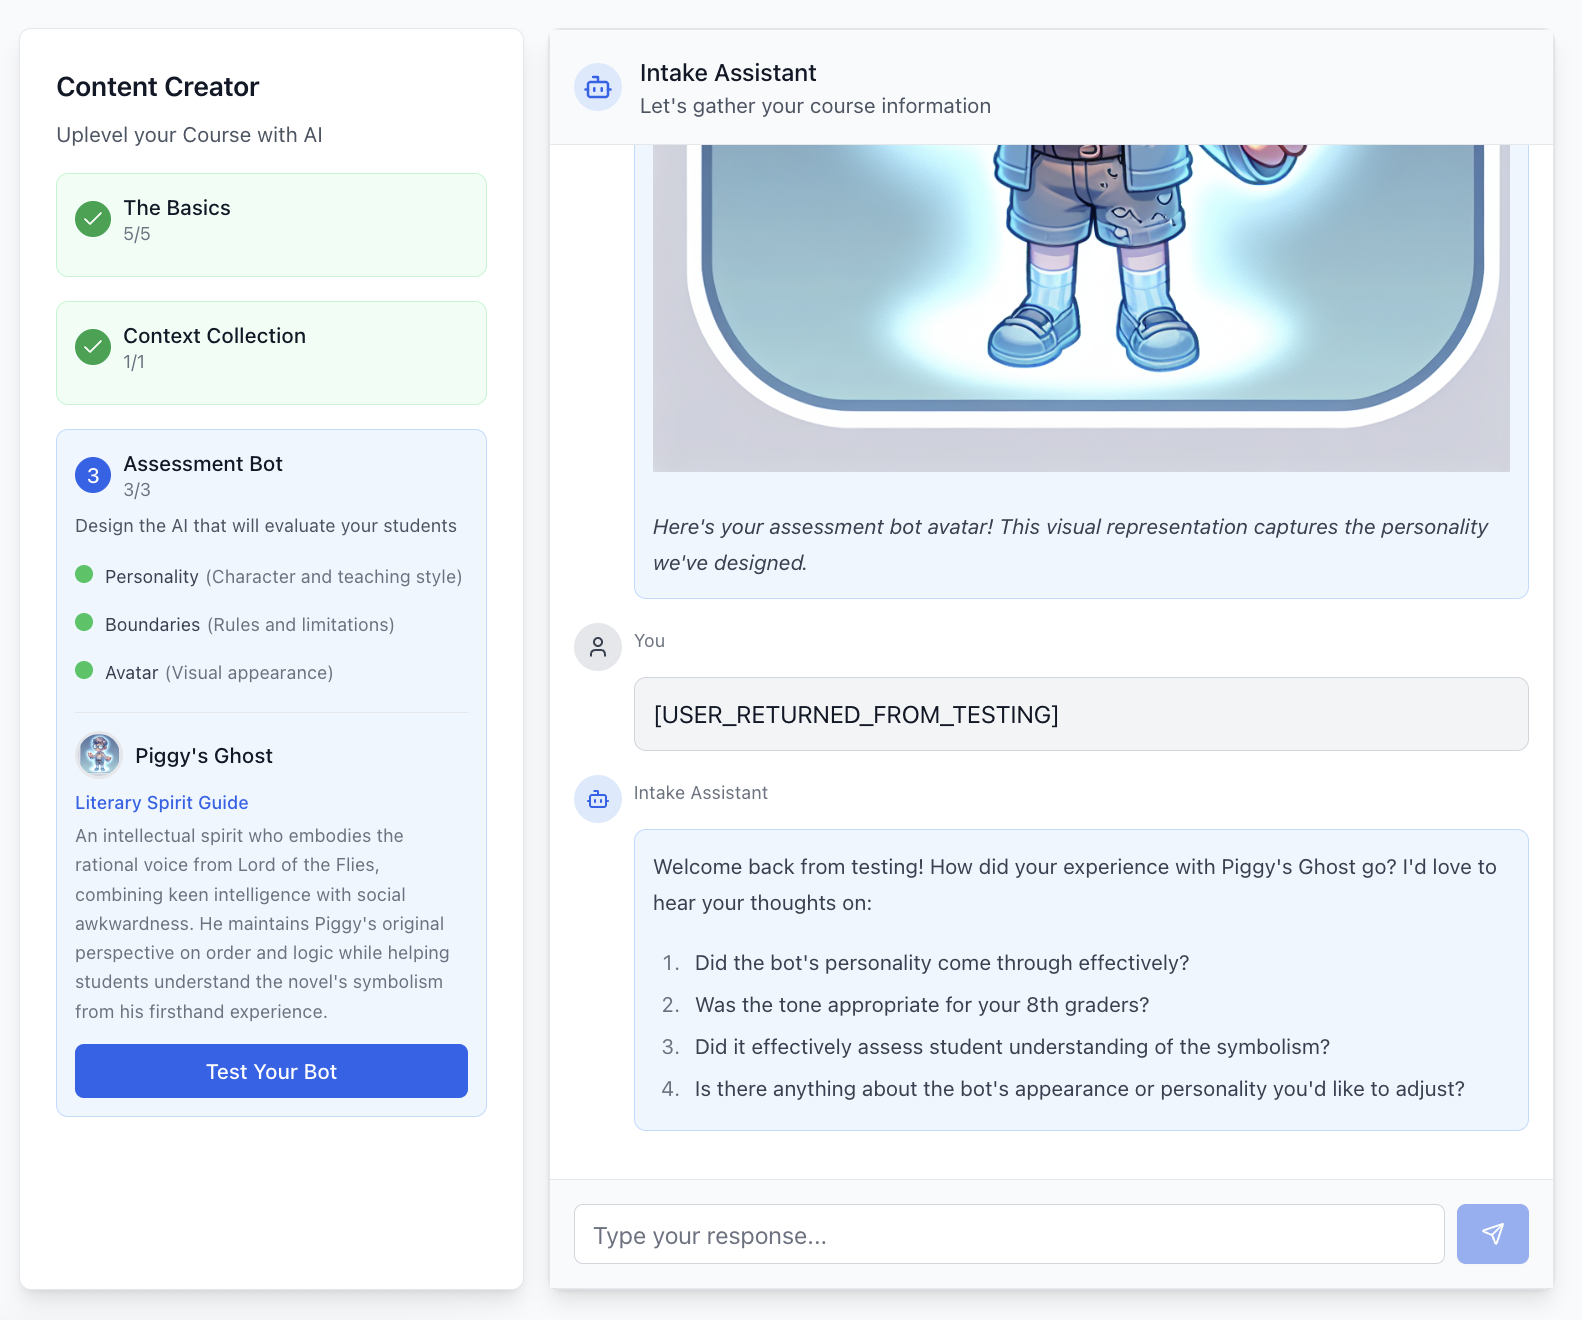 Content Creator
Uplevel your Course with AI
The Basics
5/5
Context Collection
1/1
3
Assessment Bot
3/3
Design the AI that will evaluate your students
Personality (Character and teaching style)
Boundaries (Rules and limitations)
Avatar (Visual appearance)
Piggy's Ghost
Literary Spirit Guide
An intellectual spirit who embodies the
rational voice from Lord of the Flies,
combining keen intelligence with social
awkwardness. He maintains Piggy's original
perspective on order and logic while helping
students understand the novel's symbolism
from his firsthand experience.
Test Your Bot
Intake Assistant
Let's gather your course information
Here's your assessment bot avatar! This visual representation captures the personality
we've designed.
You
[USER_RETURNED_FROM_TESTING]
Intake Assistant
Welcome back from testing! How did your experience with Piggy's Ghost go? I'd love to
hear your thoughts on:
1. Did the bot's personality come through effectively?
2. Was the tone appropriate for your 8th graders?
3. Did it effectively assess student understanding of the symbolism?
4. Is there anything about the bot's appearance or personality you'd like to adjust?
Type your response...